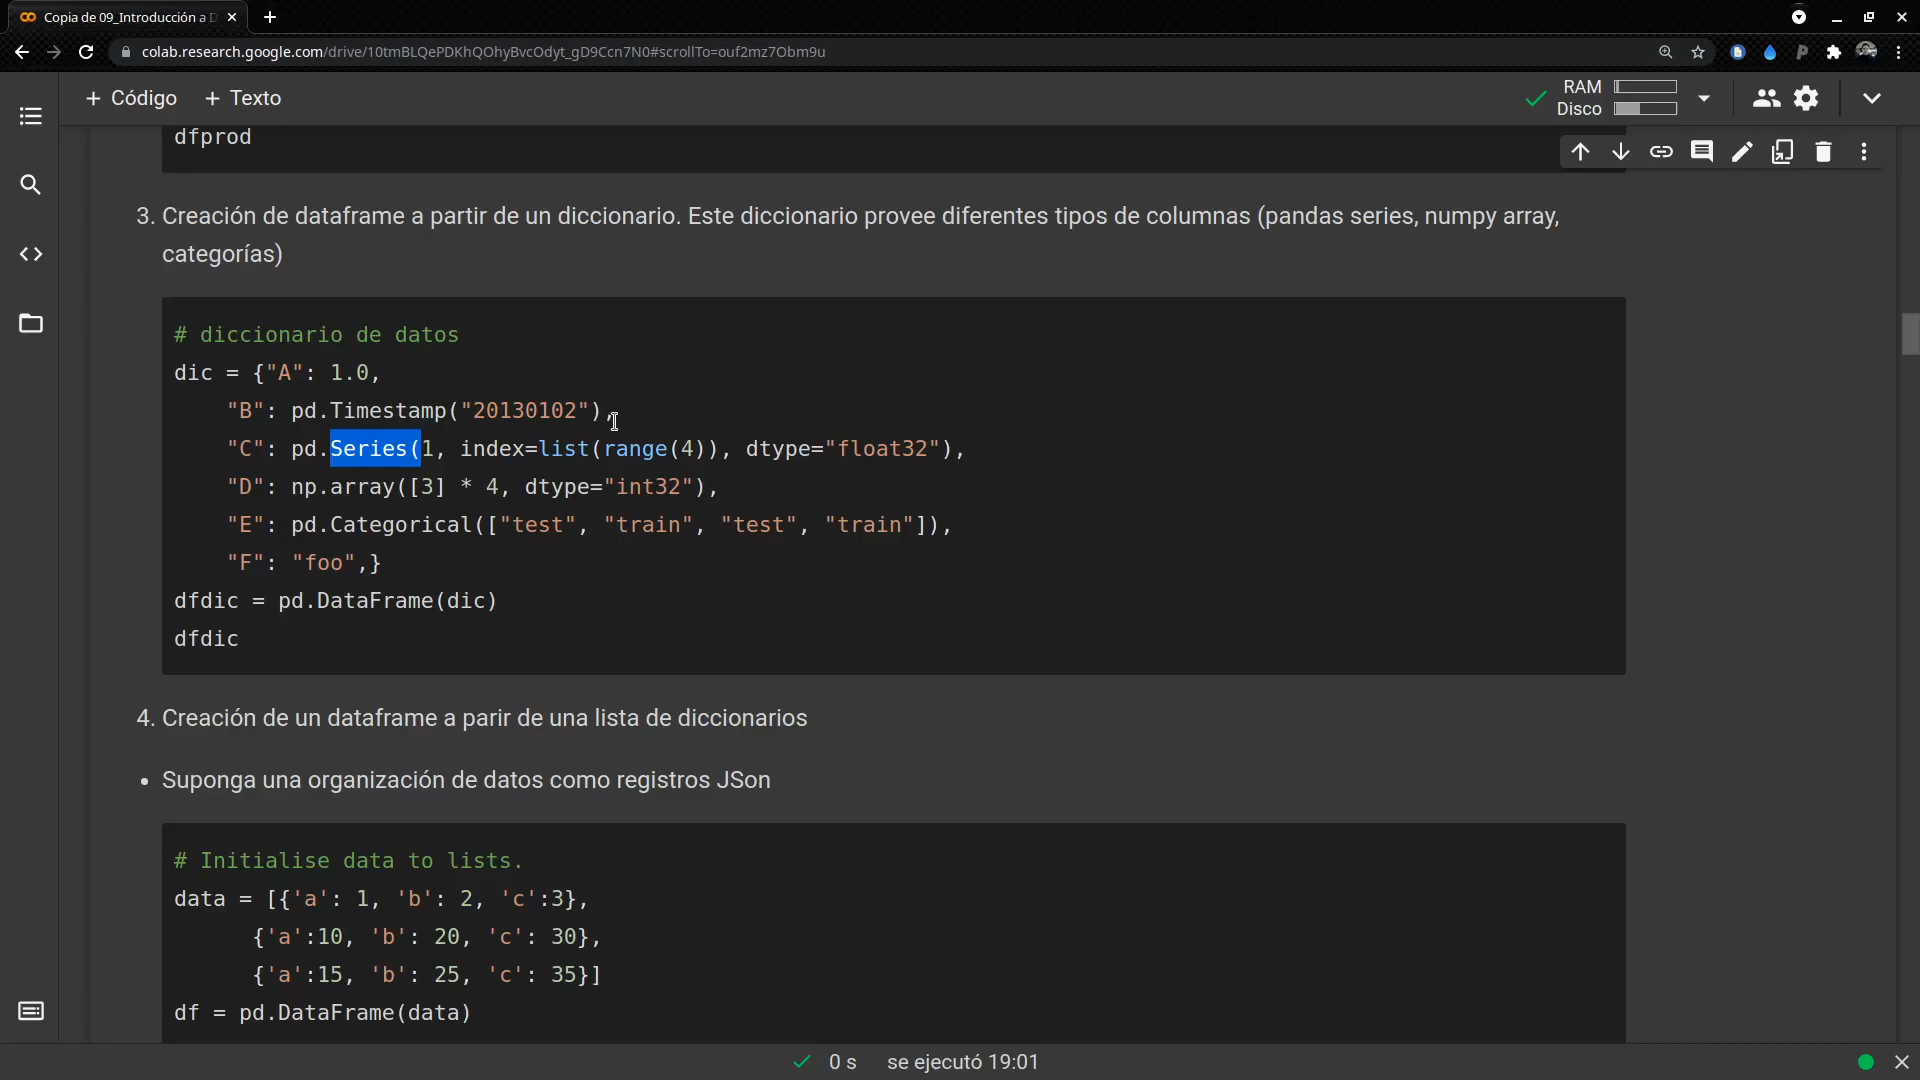 Copia de 09_Introducción a D
colab.research.google.com/drive/10tmBLQePDKhQOhyBvcOdyt_gD9Ccn7N0#scrollTo=ouf2mz7Obm9u
+ Código + Texto
RAM
Disco
dfprod
3. Creación de dataframe a partir de un diccionario. Este diccionario provee diferentes tipos de columnas (pandas series, numpy array,
categorías)
# diccionario de datos
dic = {"A": 1.0,
"B": pd.Timestamp("20130102"),
"C": pd.Series(1, index=list(range(4)), dtype="float32"),
"D": np.array([3] * 4, dtype="int32"),
"E": pd.Categorical(["test", "train", "test", "train"]),
"F": "foo",}
dfdic = pd.DataFrame(dic)
dfdic
4. Creación de un dataframe a parir de una lista de diccionarios
• Suponga una organización de datos como registros JSon
# Initialise data to lists.
data = [{'a': 1, 'b': 2, 'c':3},
{'a':10, 'b': 20, 'c': 30},
{'a':15, 'b': 25, 'c': 35}]
df = pd.DataFrame(data)
0 s se ejecutó 19:01